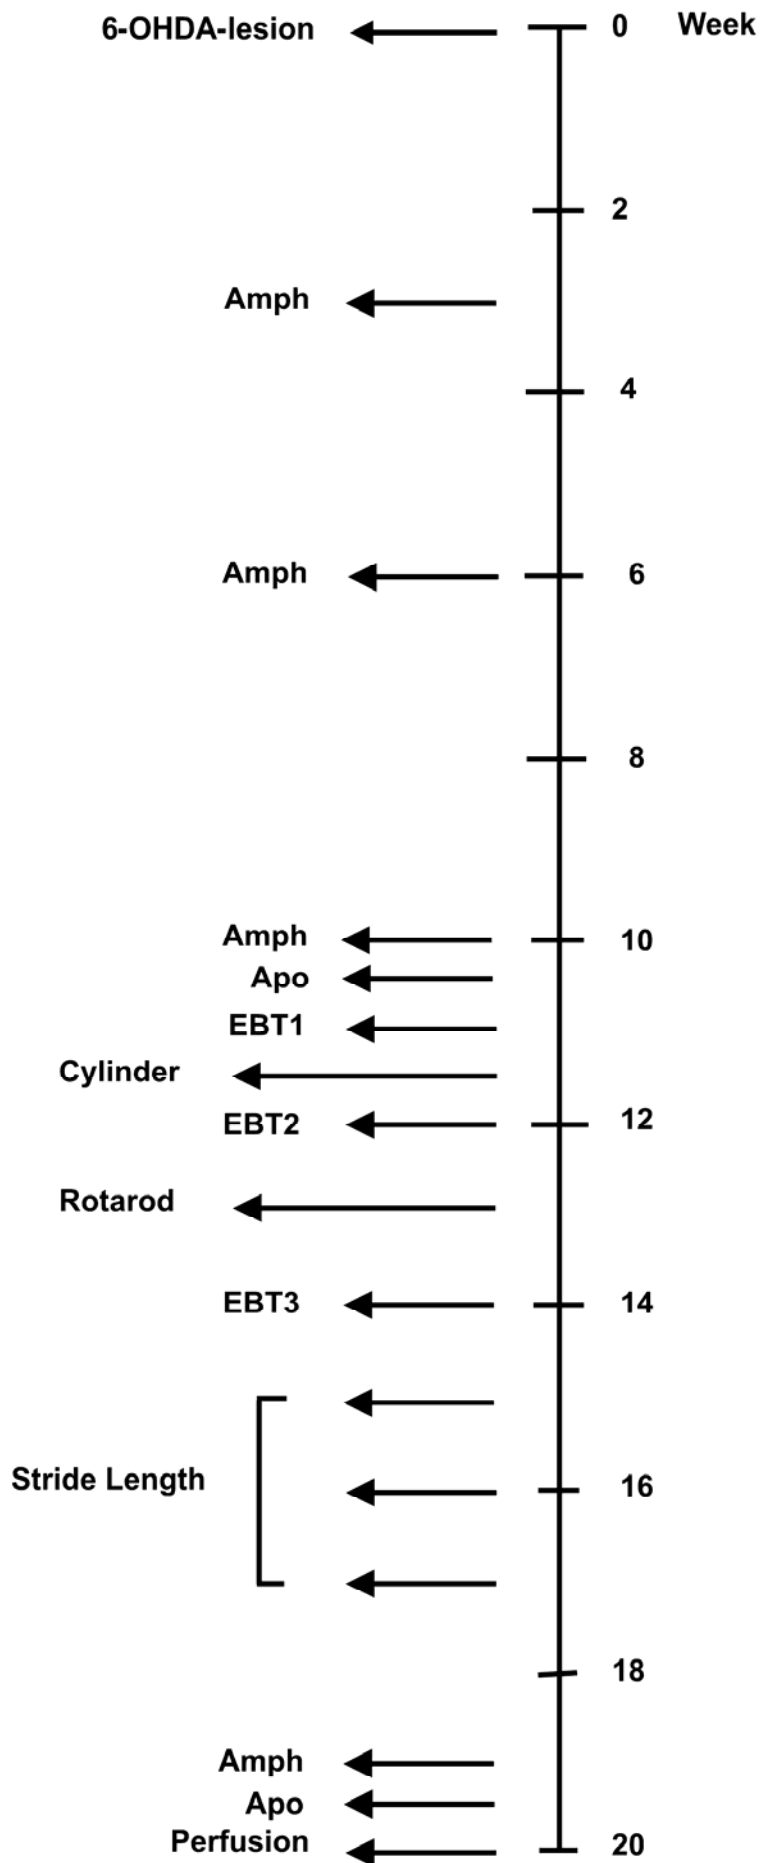 6-OHDA-lesion 0 Week
2
Amph
4
Amph 6
8
Amph 10
Apo
EBT1
Cylinder
EBT2 12
Rotarod
EBT3 14
Stride Length 16
18
Amph
Apo
Perfusion 20